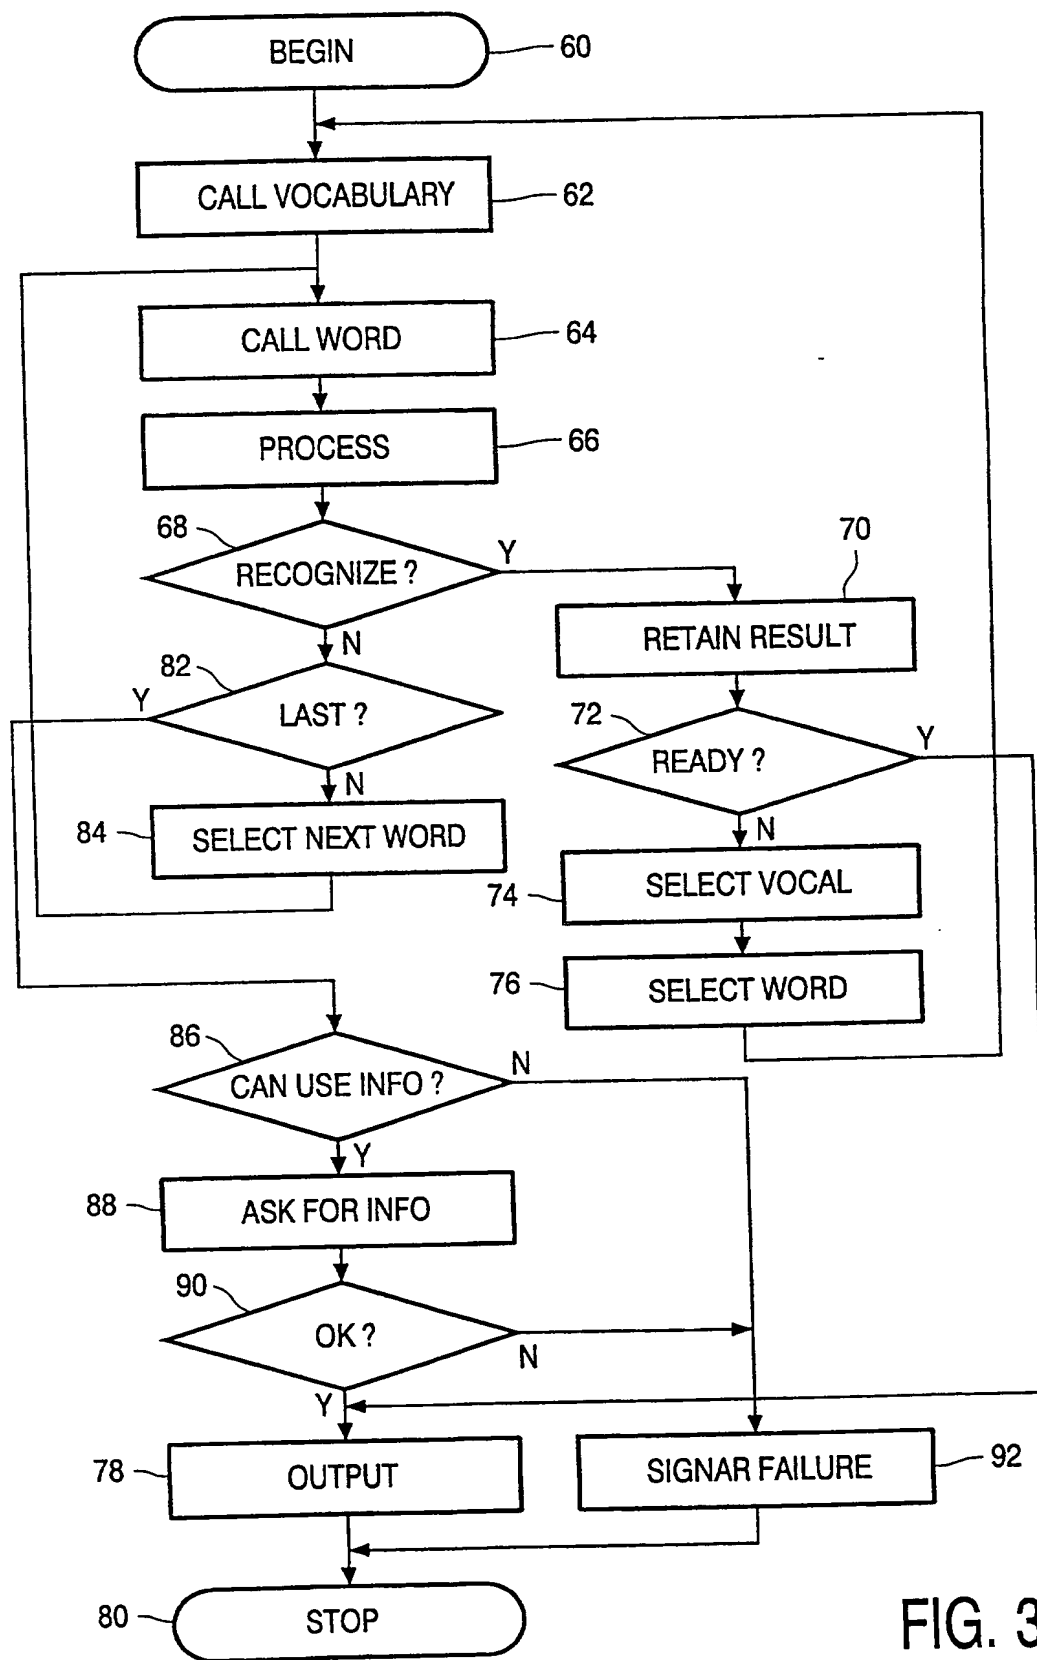 BEGIN
60
CALL VOCABULARY
62
CALL WORD
64
PROCESS
66
68
RECOGNIZE ?
Y
N
70
RETAIN RESULT
82
Y
LAST ?
N
72
READY ?
Y
N
84
SELECT NEXT WORD
74
SELECT VOCAL
76
SELECT WORD
86
CAN USE INFO ?
N
Y
88
ASK FOR INFO
90
OK ?
N
Y
78
OUTPUT
SIGNAR FAILURE
92
80
STOP
FIG. 3